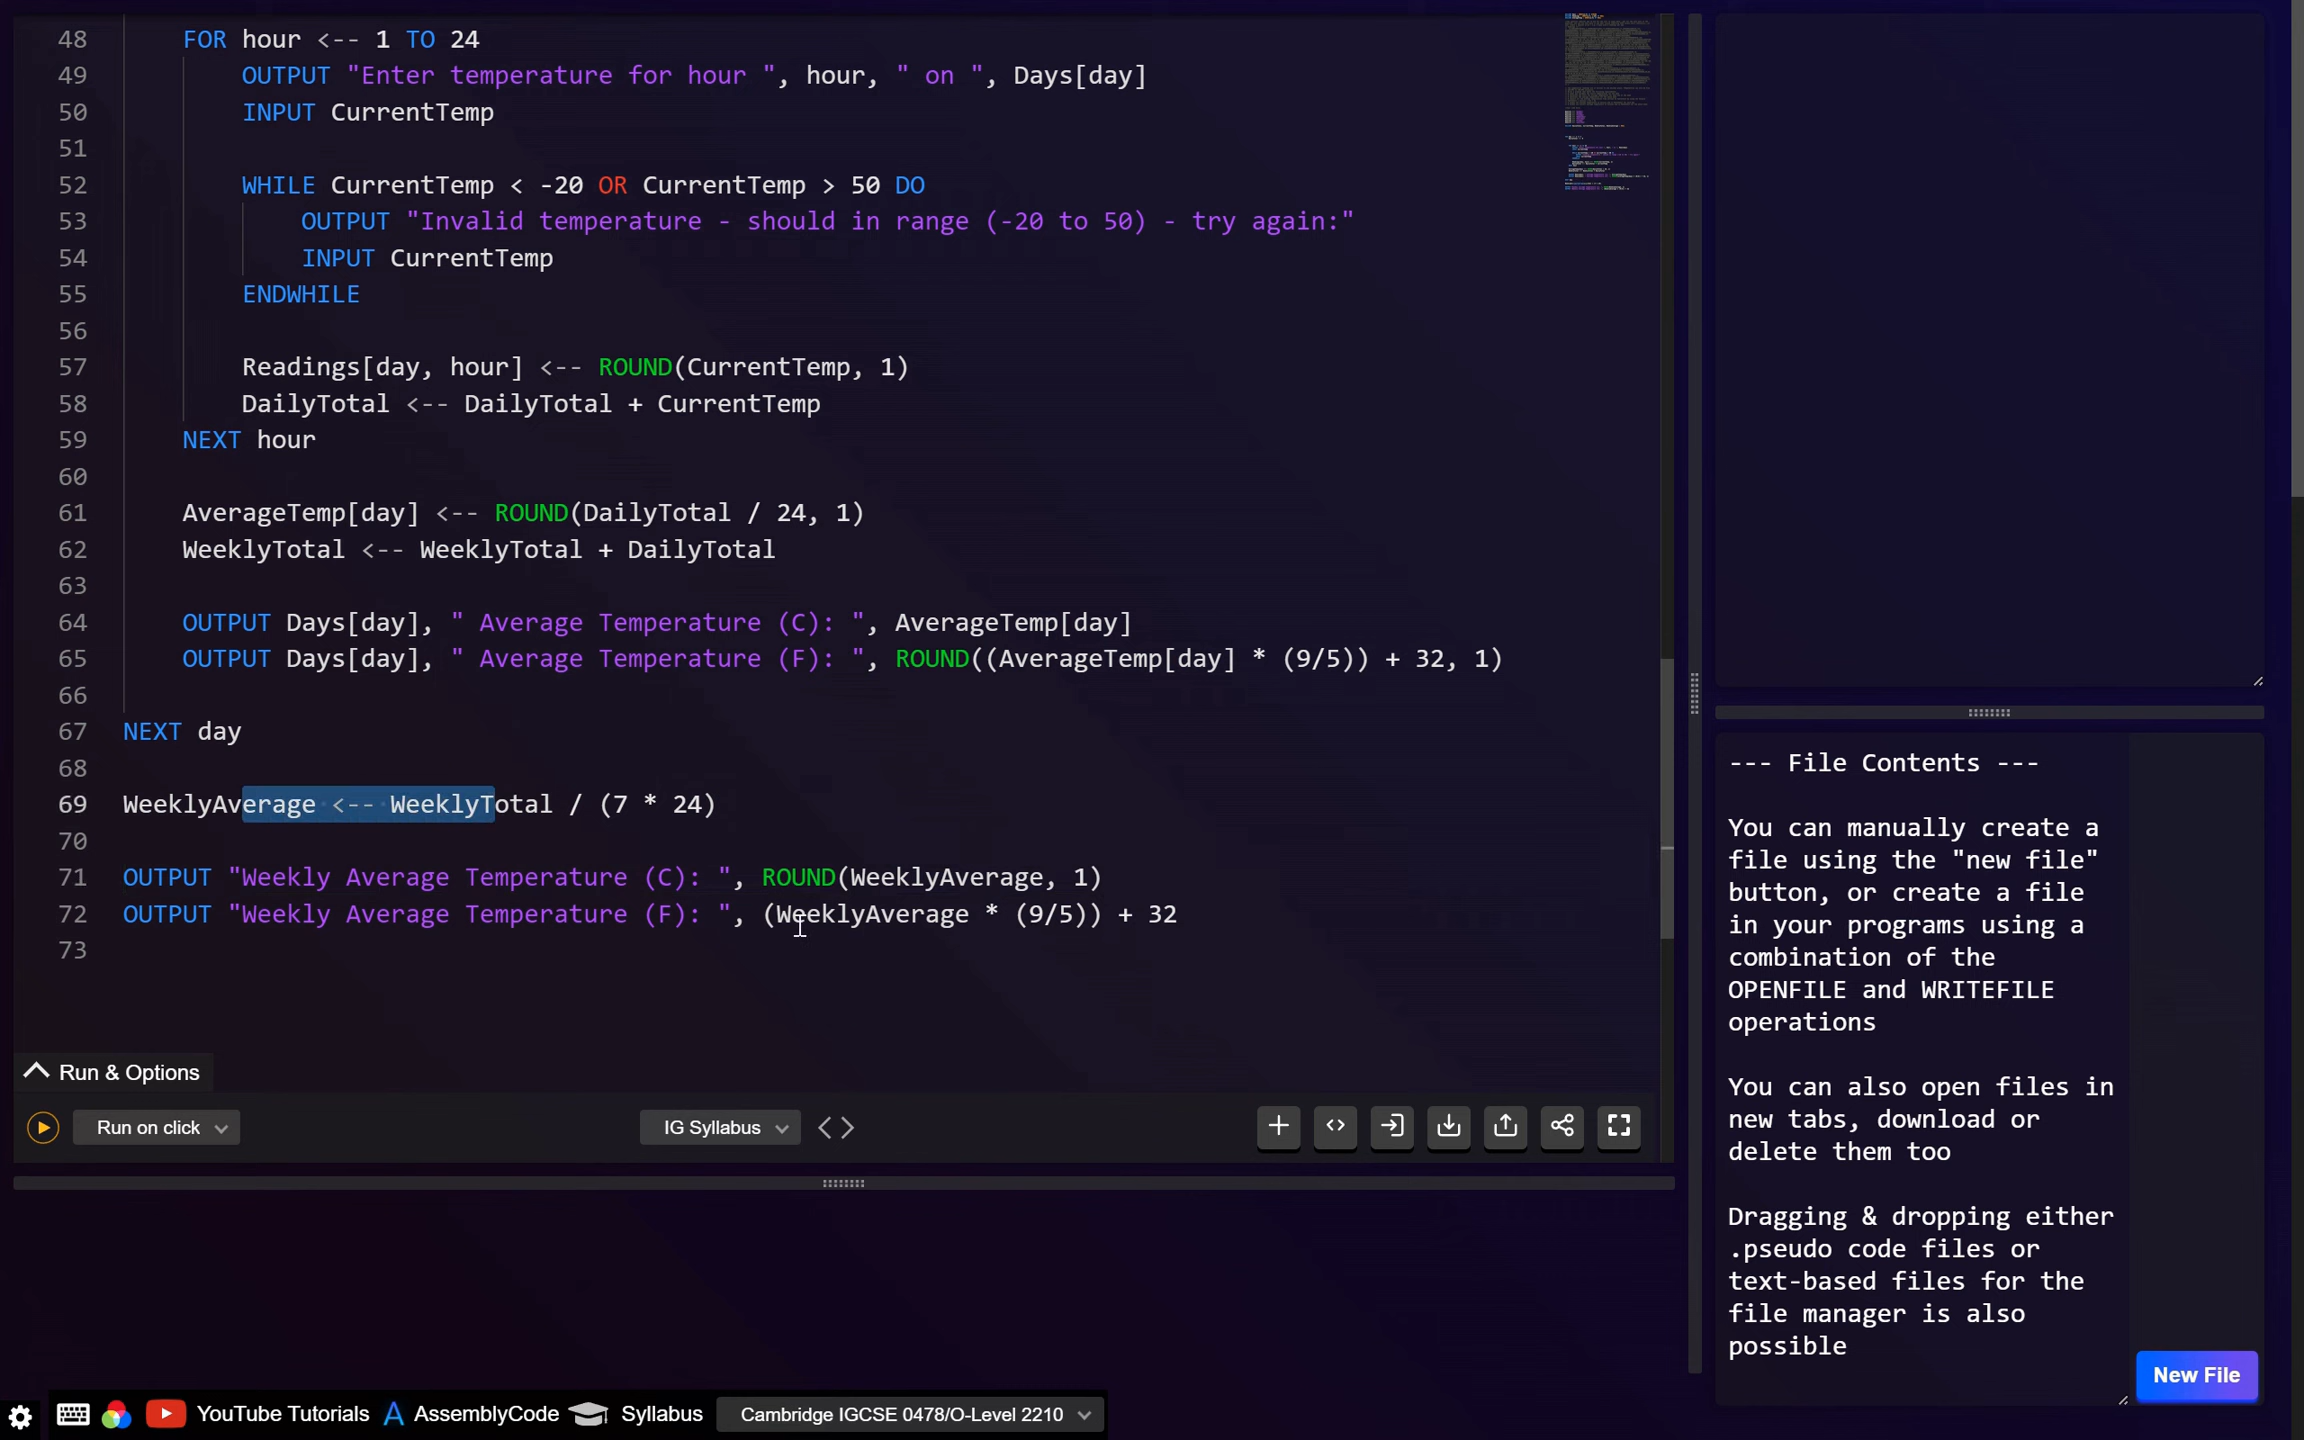 48 FOR hour <-- 1 TO 24
49 OUTPUT "Enter temperature for hour ", hour, " on ", Days[day]
50 INPUT CurrentTemp
51
52 WHILE CurrentTemp < -20 OR CurrentTemp > 50 DO
53 OUTPUT "Invalid temperature - should in range (-20 to 50) - try again:"
54 INPUT CurrentTemp
55 ENDWHILE
56
57 Readings[day, hour] <-- ROUND(CurrentTemp, 1)
58 DailyTotal <-- DailyTotal + CurrentTemp
59 NEXT hour
60
61 AverageTemp[day] <-- ROUND(DailyTotal / 24, 1)
62 WeeklyTotal <-- WeeklyTotal + DailyTotal
63
64 OUTPUT Days[day], " Average Temperature (C): ", AverageTemp[day]
65 OUTPUT Days[day], " Average Temperature (F): ", ROUND((AverageTemp[day] * (9/5)) + 32, 1)
66
67 NEXT day
68
69 WeeklyAverage <-- WeeklyTotal / (7 * 24)
70
71 OUTPUT "Weekly Average Temperature (C): ", ROUND(WeeklyAverage, 1)
72 OUTPUT "Weekly Average Temperature (F): ", (WeeklyAverage * (9/5)) + 32
73
Run & Options
Run on click
IG Syllabus
--- File Contents ---
You can manually create a
file using the "new file"
button, or create a file
in your programs using a
combination of the
OPENFILE and WRITEFILE
operations
You can also open files in
new tabs, download or
delete them too
Dragging & dropping either
.pseudo code files or
text-based files for the
file manager is also
possible
New File
YouTube Tutorials AssemblyCode Syllabus Cambridge IGCSE 0478/O-Level 2210